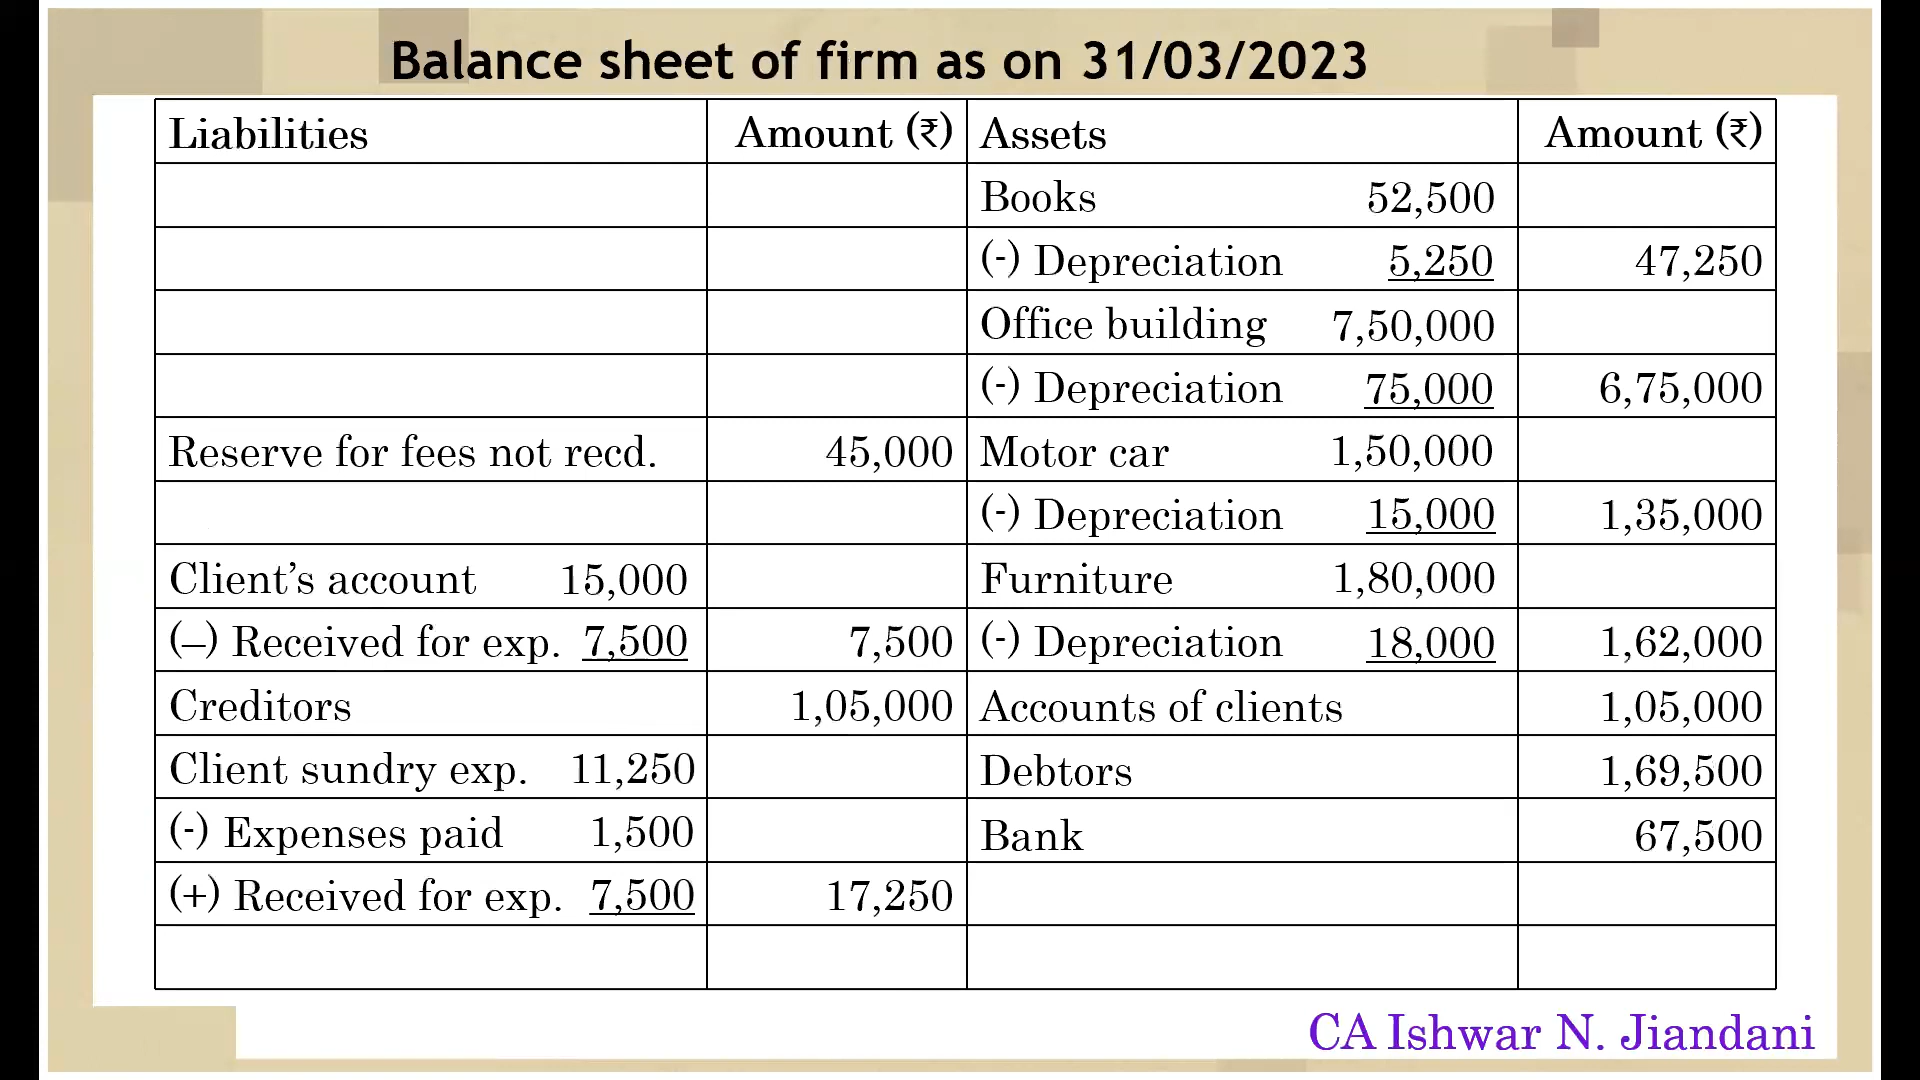 Balance sheet of firm as on 31/03/2023
Liabilities Amount (₹) Assets Amount (₹)
Books 52,500
(-) Depreciation 5,250 47,250
Office building 7,50,000
(-) Depreciation 75,000 6,75,000
Reserve for fees not recd. 45,000 Motor car 1,50,000
(-) Depreciation 15,000 1,35,000
Client’s account 15,000 Furniture 1,80,000
(–) Received for exp. 7,500 7,500 (-) Depreciation 18,000 1,62,000
Creditors 1,05,000 Accounts of clients 1,05,000
Client sundry exp. 11,250 Debtors 1,69,500
(-) Expenses paid 1,500 Bank 67,500
(+) Received for exp. 7,500 17,250
CA Ishwar N. Jiandani